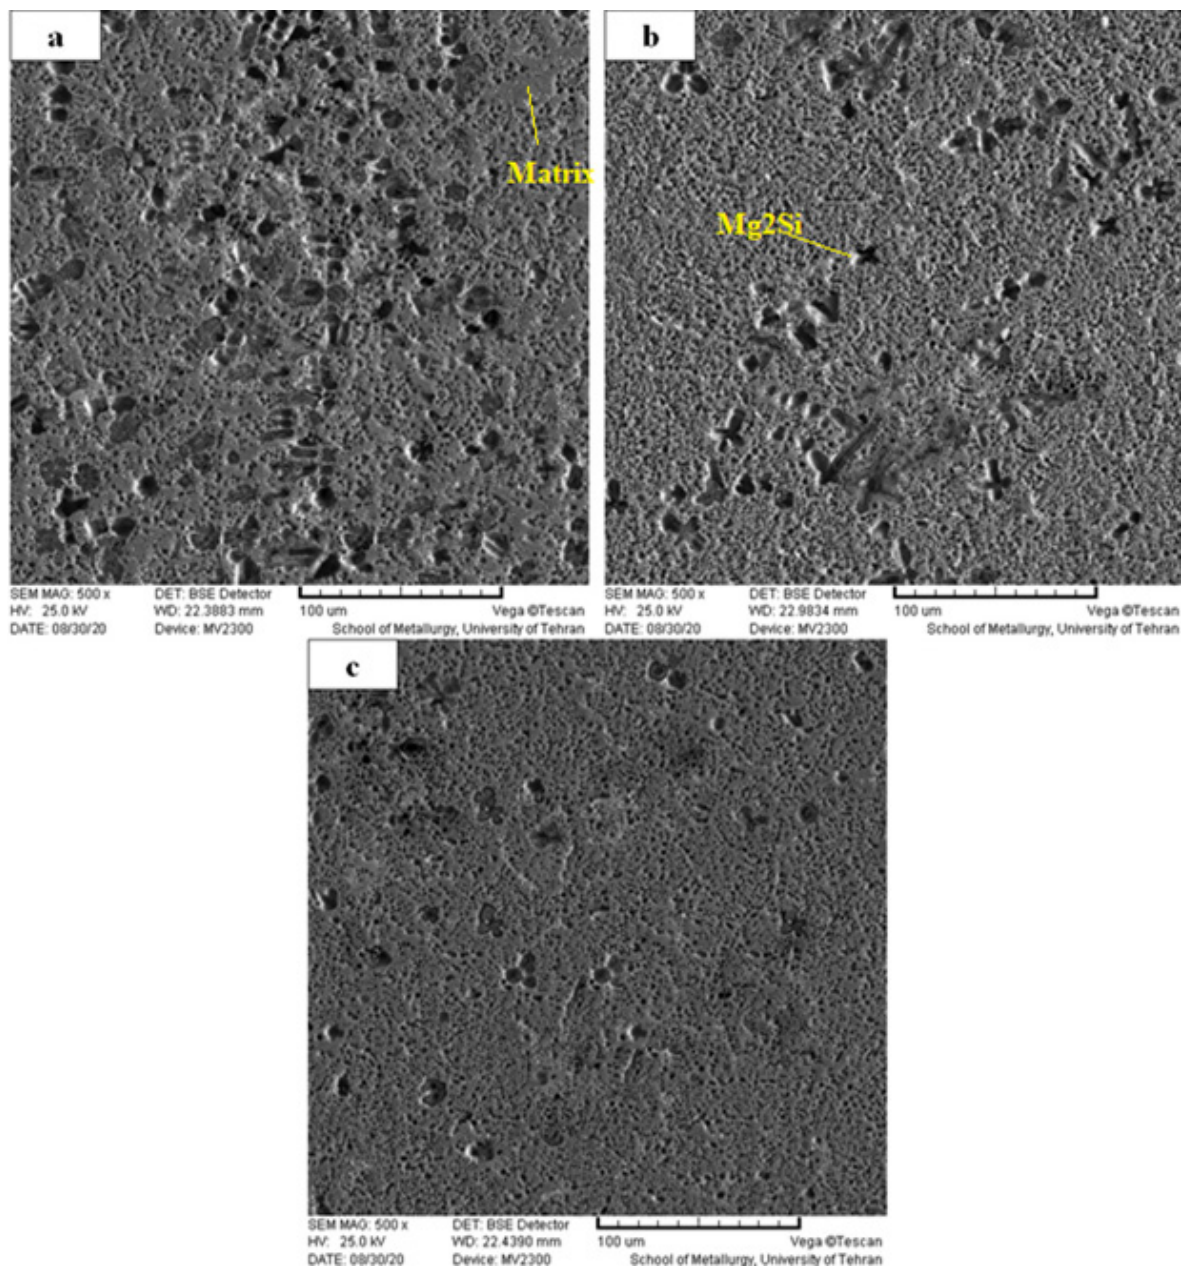 a
Matrix
SEM MAG: 500 x DET: BSE Detector
HV: 25.0 kV WD: 22.3883 mm 100 um Vega ©Tescan
DATE: 08/30/20 Device: MV2300 School of Metallurgy, University of Tehran
b
Mg2Si
SEM MAG: 500 x DET: BSE Detector
HV: 25.0 kV WD: 22.9834 mm 100 um Vega ©Tescan
DATE: 08/30/20 Device: MV2300 School of Metallurgy, University of Tehran
c
SEM MAG: 500 x DET: BSE Detector
HV: 25.0 kV WD: 22.4390 mm 100 um Vega ©Tescan
DATE: 08/30/20 Device: MV2300 School of Metallurgy, University of Tehran